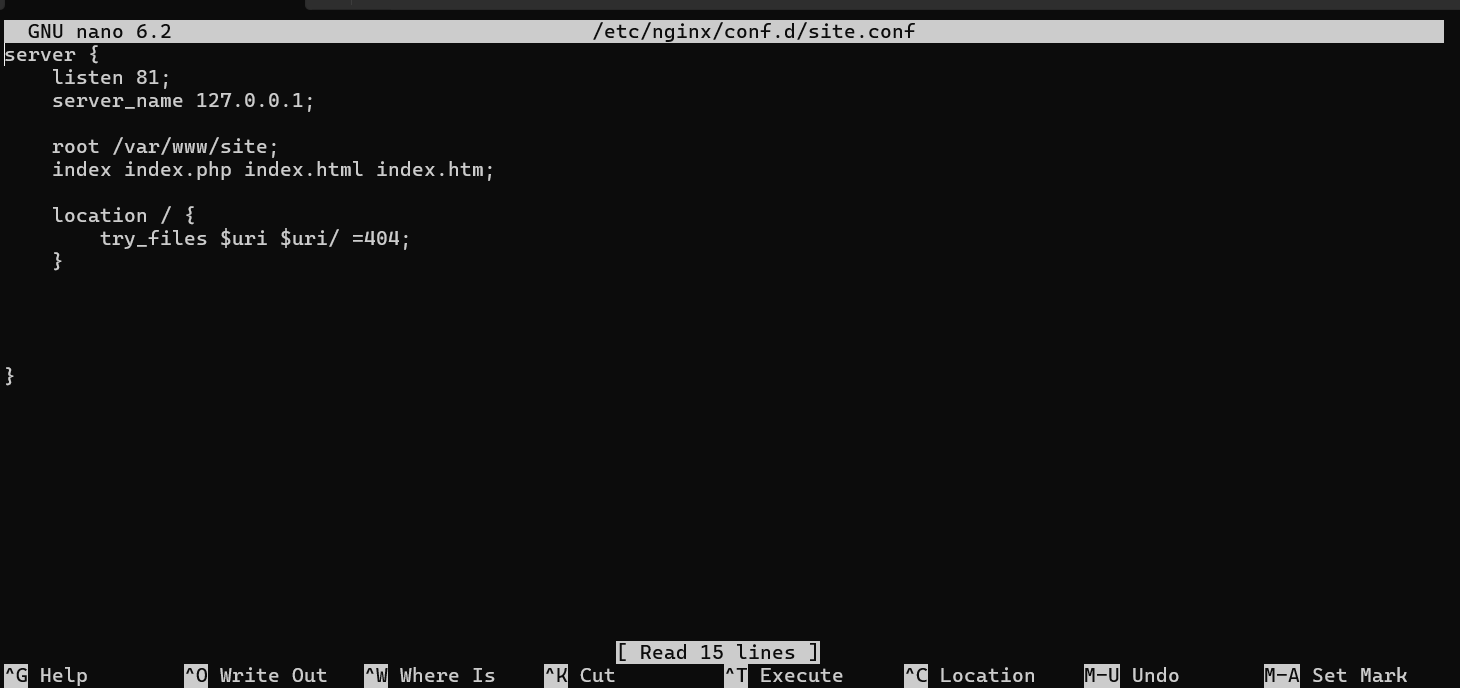 GNU nano 6.2 /etc/nginx/conf.d/site.conf
server {
    listen 81;
    server_name 127.0.0.1;
    root /var/www/site;
    index index.php index.html index.htm;
    location / {
        try_files $uri $uri/ =404;
    }
}
[ Read 15 lines ]
^G Help ^O Write Out ^W Where Is ^K Cut ^T Execute ^C Location M-U Undo M-A Set Mark